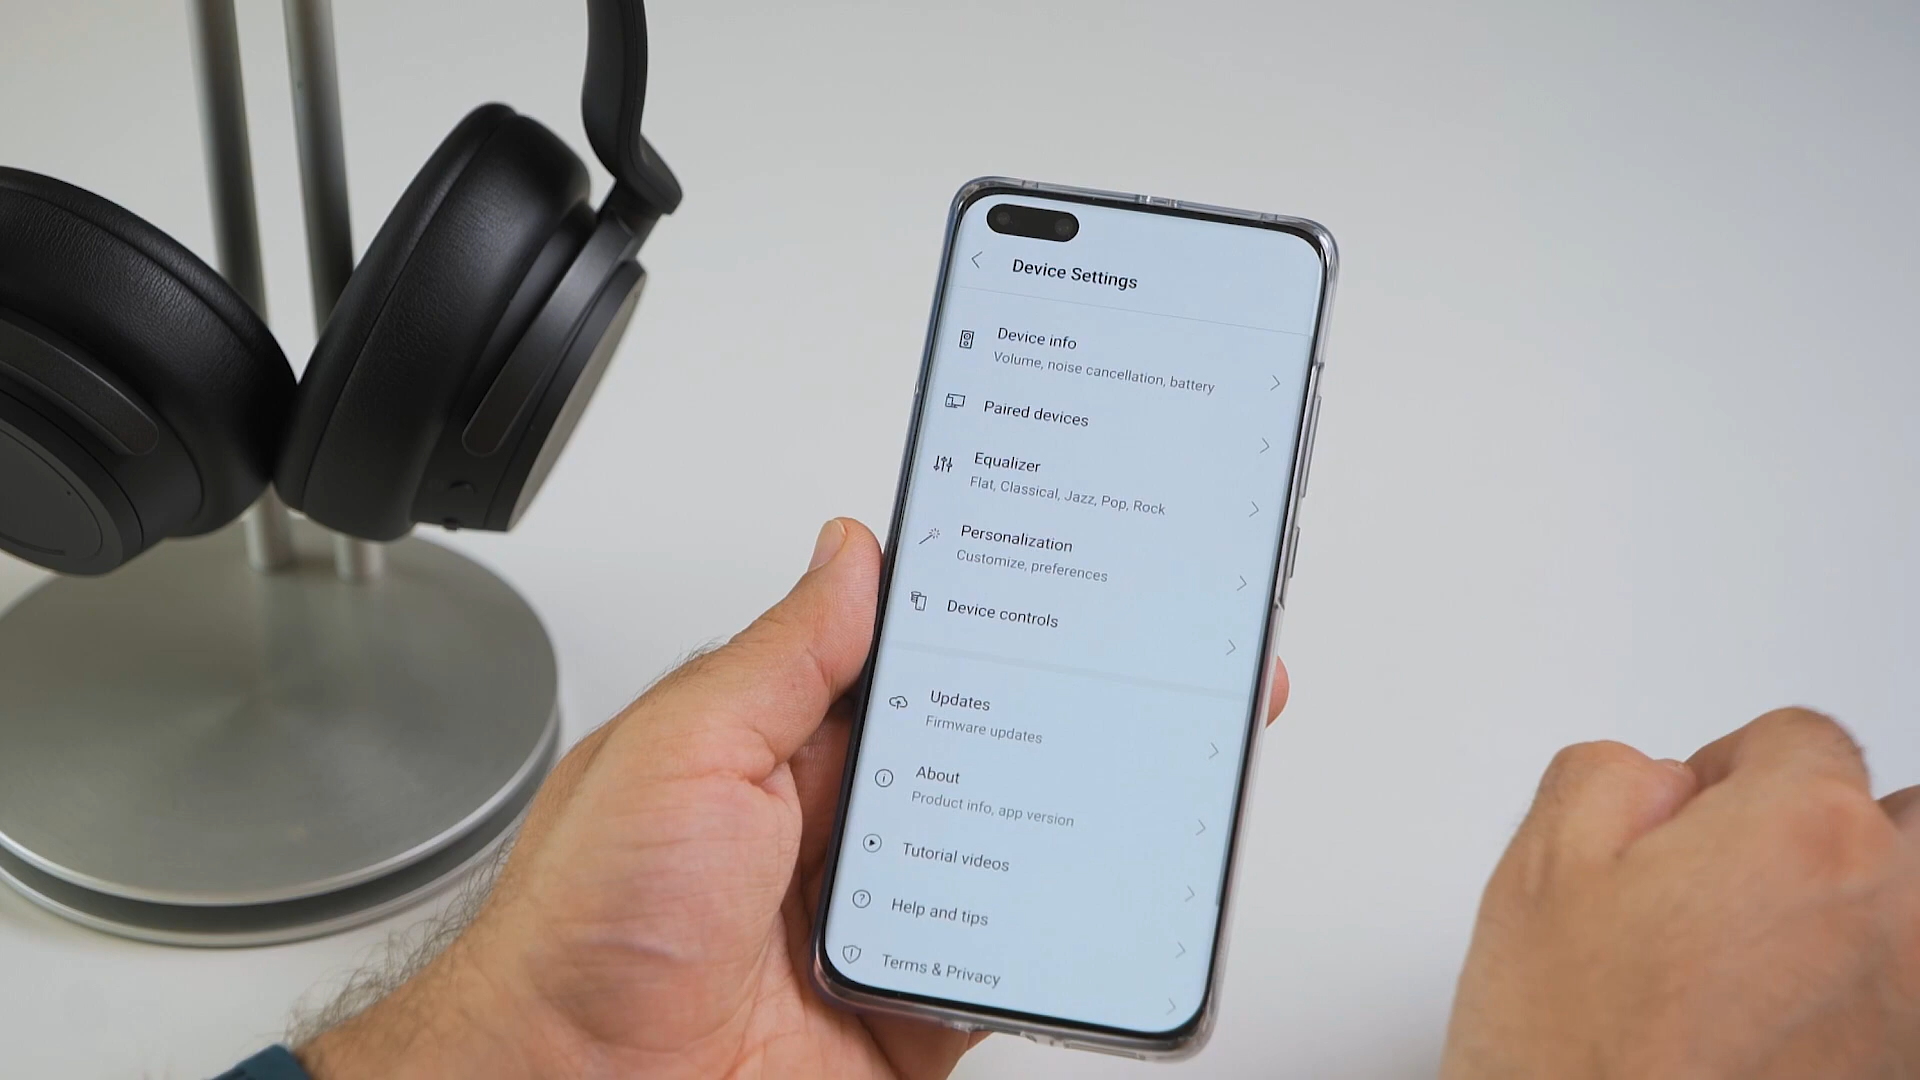 Device Settings
Device info
Volume, noise cancellation, battery
Paired devices
Equalizer
Flat, Classical, Jazz, Pop, Rock
Personalization
Customize, preferences
Device controls
Updates
Firmware updates
About
Product info, app version
Tutorial videos
Help and tips
Terms & Privacy